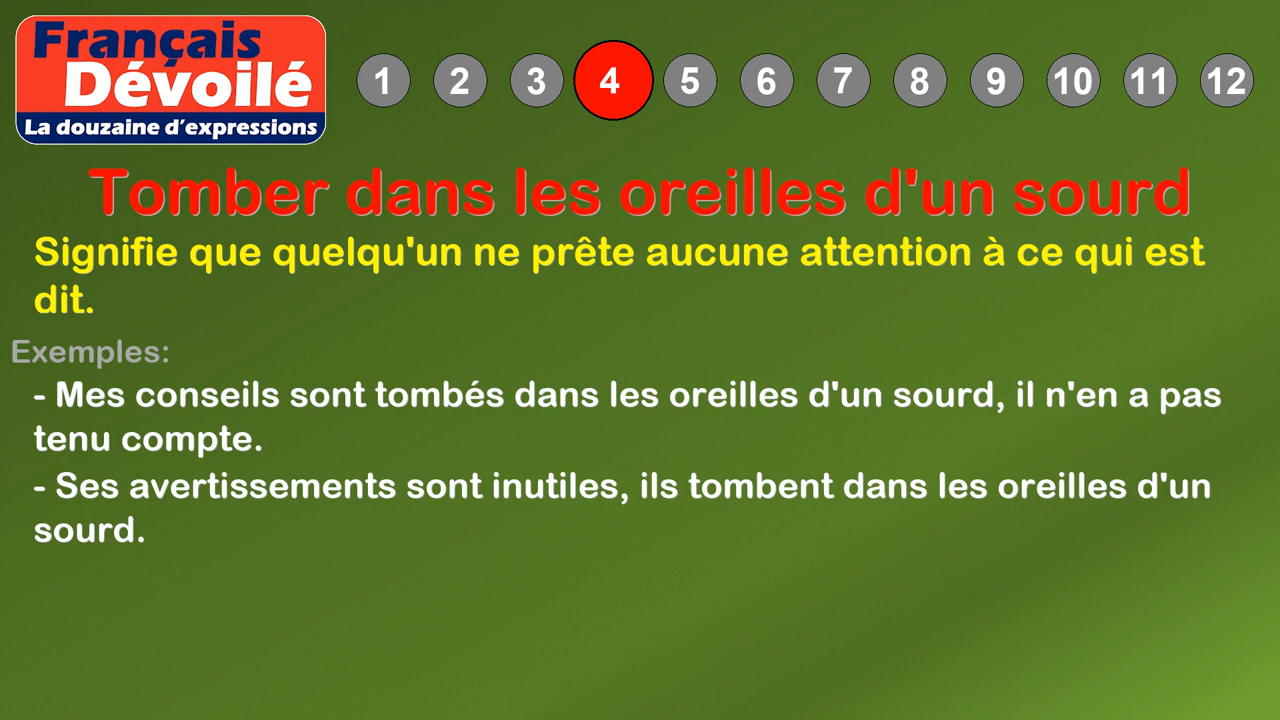 Français
Dévoilé
La douzaine d'expressions
1 2 3 4 5 6 7 8 9 10 11 12
Tomber dans les oreilles d'un sourd
Signifie que quelqu'un ne prête aucune attention à ce qui est
dit.
Exemples:
- Mes conseils sont tombés dans les oreilles d'un sourd, il n'en a pas
tenu compte.
- Ses avertissements sont inutiles, ils tombent dans les oreilles d'un
sourd.